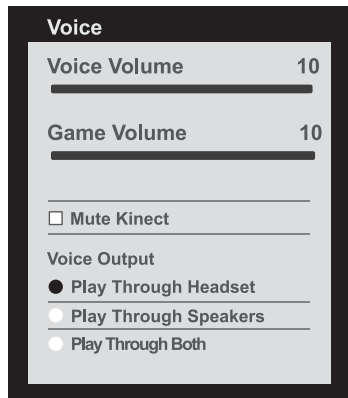 Voice
Voice Volume 10
Game Volume 10
Mute Kinect
Voice Output
Play Through Headset
Play Through Speakers
Play Through Both